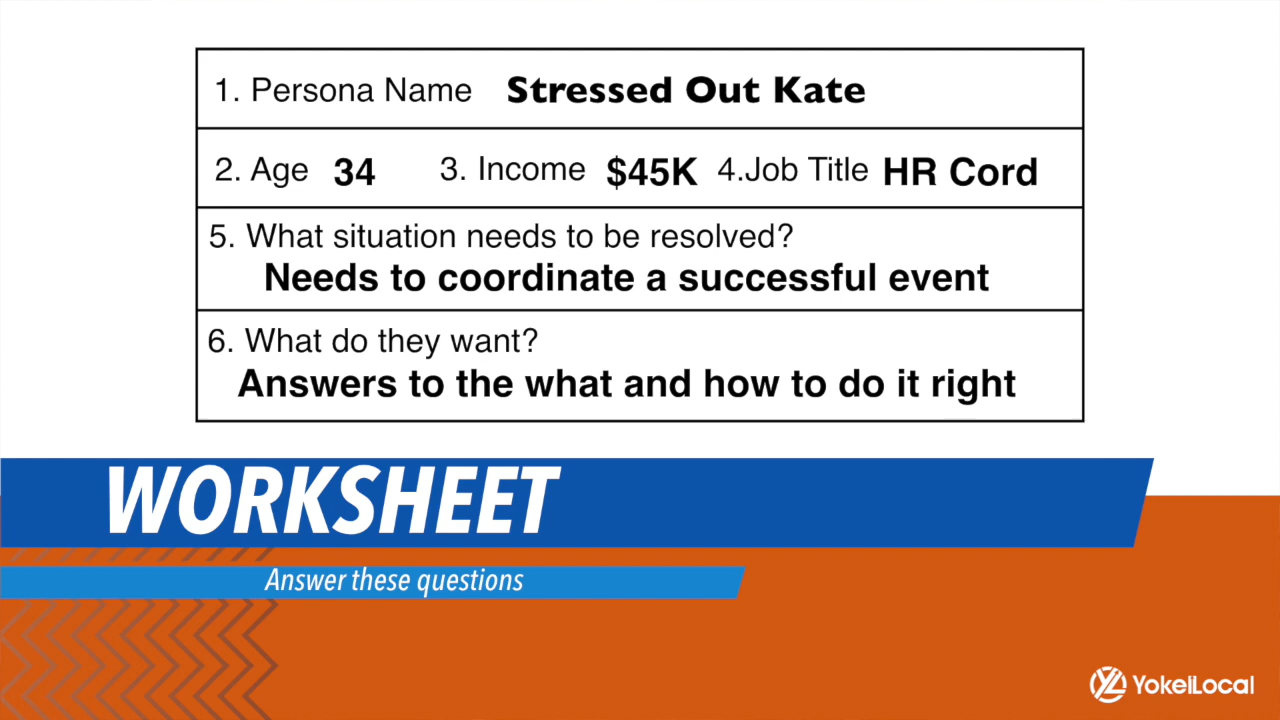 1. Persona Name Stressed Out Kate
2. Age 34 3. Income $45K 4.Job Title HR Cord
5. What situation needs to be resolved?
Needs to coordinate a successful event
6. What do they want?
Answers to the what and how to do it right
WORKSHEET
Answer these questions
YokelLocal